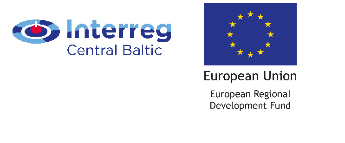 Interreg
Central Baltic
European Union
European Regional
Development Fund